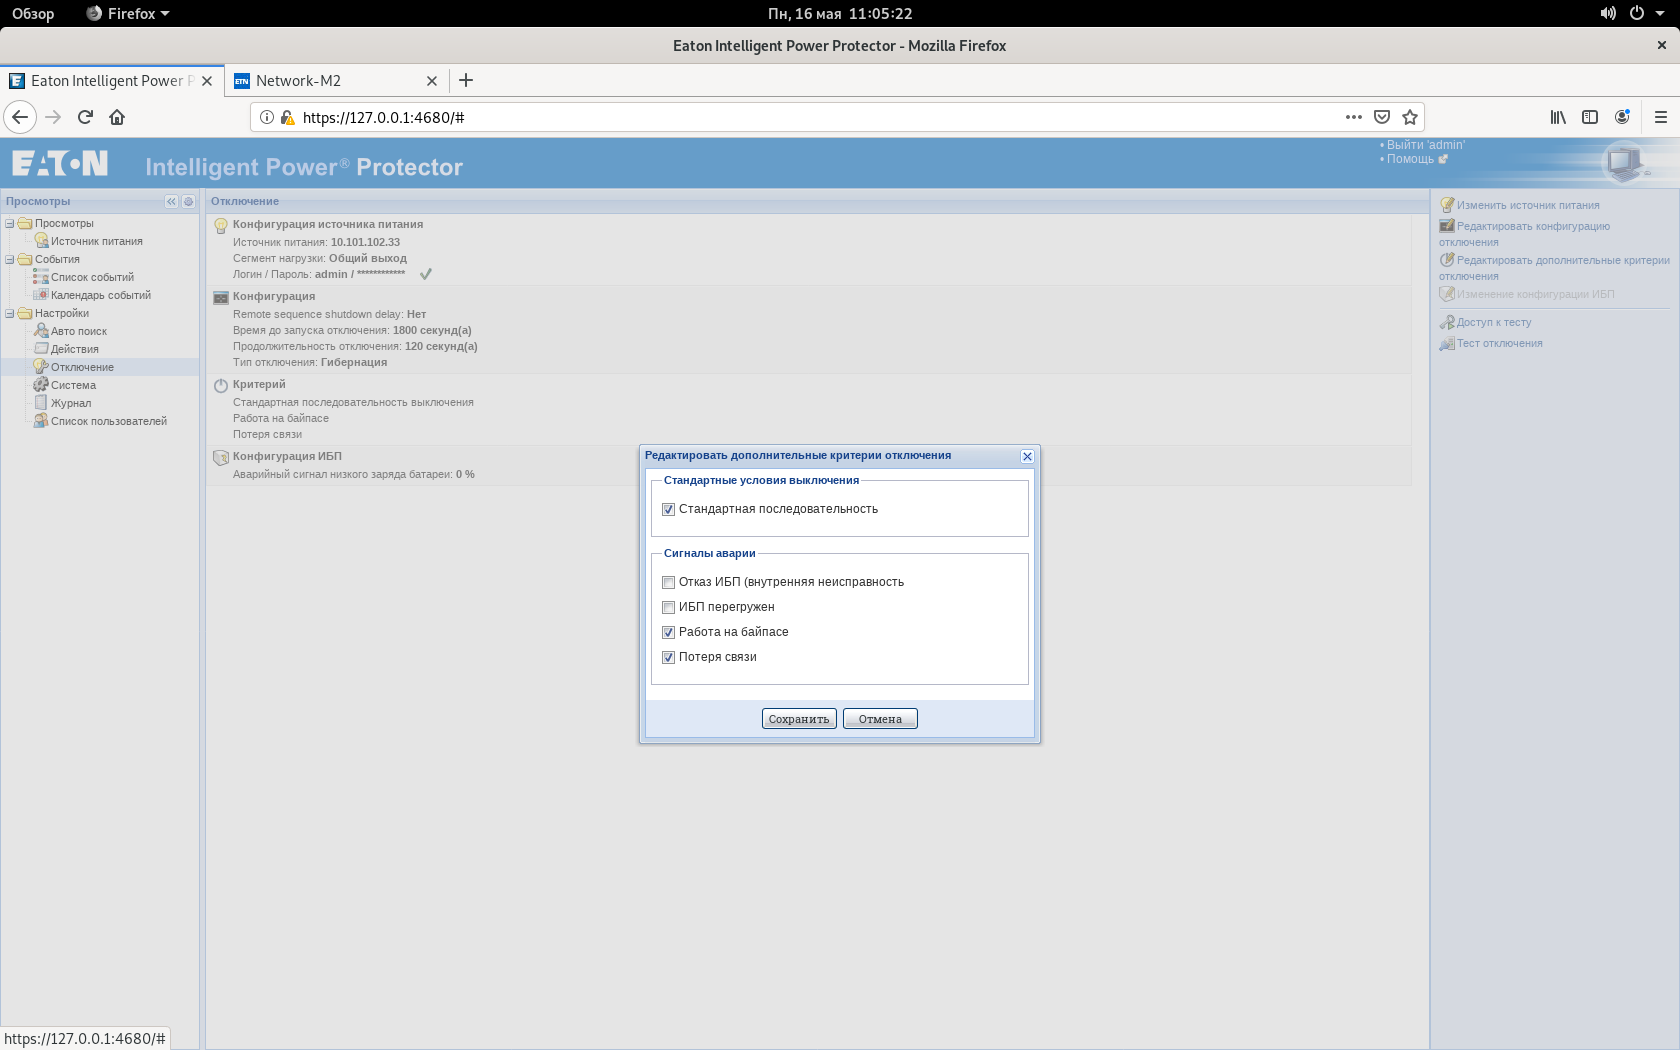 Обзор
Firefox
Пн, 16 мая 11:05:22
Eaton Intelligent Power Protector - Mozilla Firefox
Eaton Intelligent Power P
ETN Network-M2
https://127.0.0.1:4680/#
EATON
Intelligent Power® Protector
• Выйти 'admin'
• Помощь
Просмотры
Просмотры
Источник питания
События
Список событий
Календарь событий
Настройки
Авто поиск
Действия
Отключение
Система
Журнал
Список пользователей
Отключение
Конфигурация источника питания
Источник питания: 10.101.102.33
Сегмент нагрузки: Общий выход
Логин / Пароль: admin / ************
Конфигурация
Remote sequence shutdown delay: Нет
Время до запуска отключения: 1800 секунд(а)
Продолжительность отключения: 120 секунд(а)
Тип отключения: Гибернация
Критерий
Стандартная последовательность выключения
Работа на байпасе
Потеря связи
Конфигурация ИБП
Аварийный сигнал низкого заряда батареи: 0 %
Редактировать дополнительные критерии отключения
Стандартные условия выключения
Стандартная последовательность
Сигналы аварии
Отказ ИБП (внутренняя неисправность
ИБП перегружен
Работа на байпасе
Потеря связи
Сохранить
Отмена
Изменить источник питания
Редактировать конфигурацию
отключения
Редактировать дополнительные критерии
отключения
Изменение конфигурации ИБП
Доступ к тесту
Тест отключения
https://127.0.0.1:4680/#